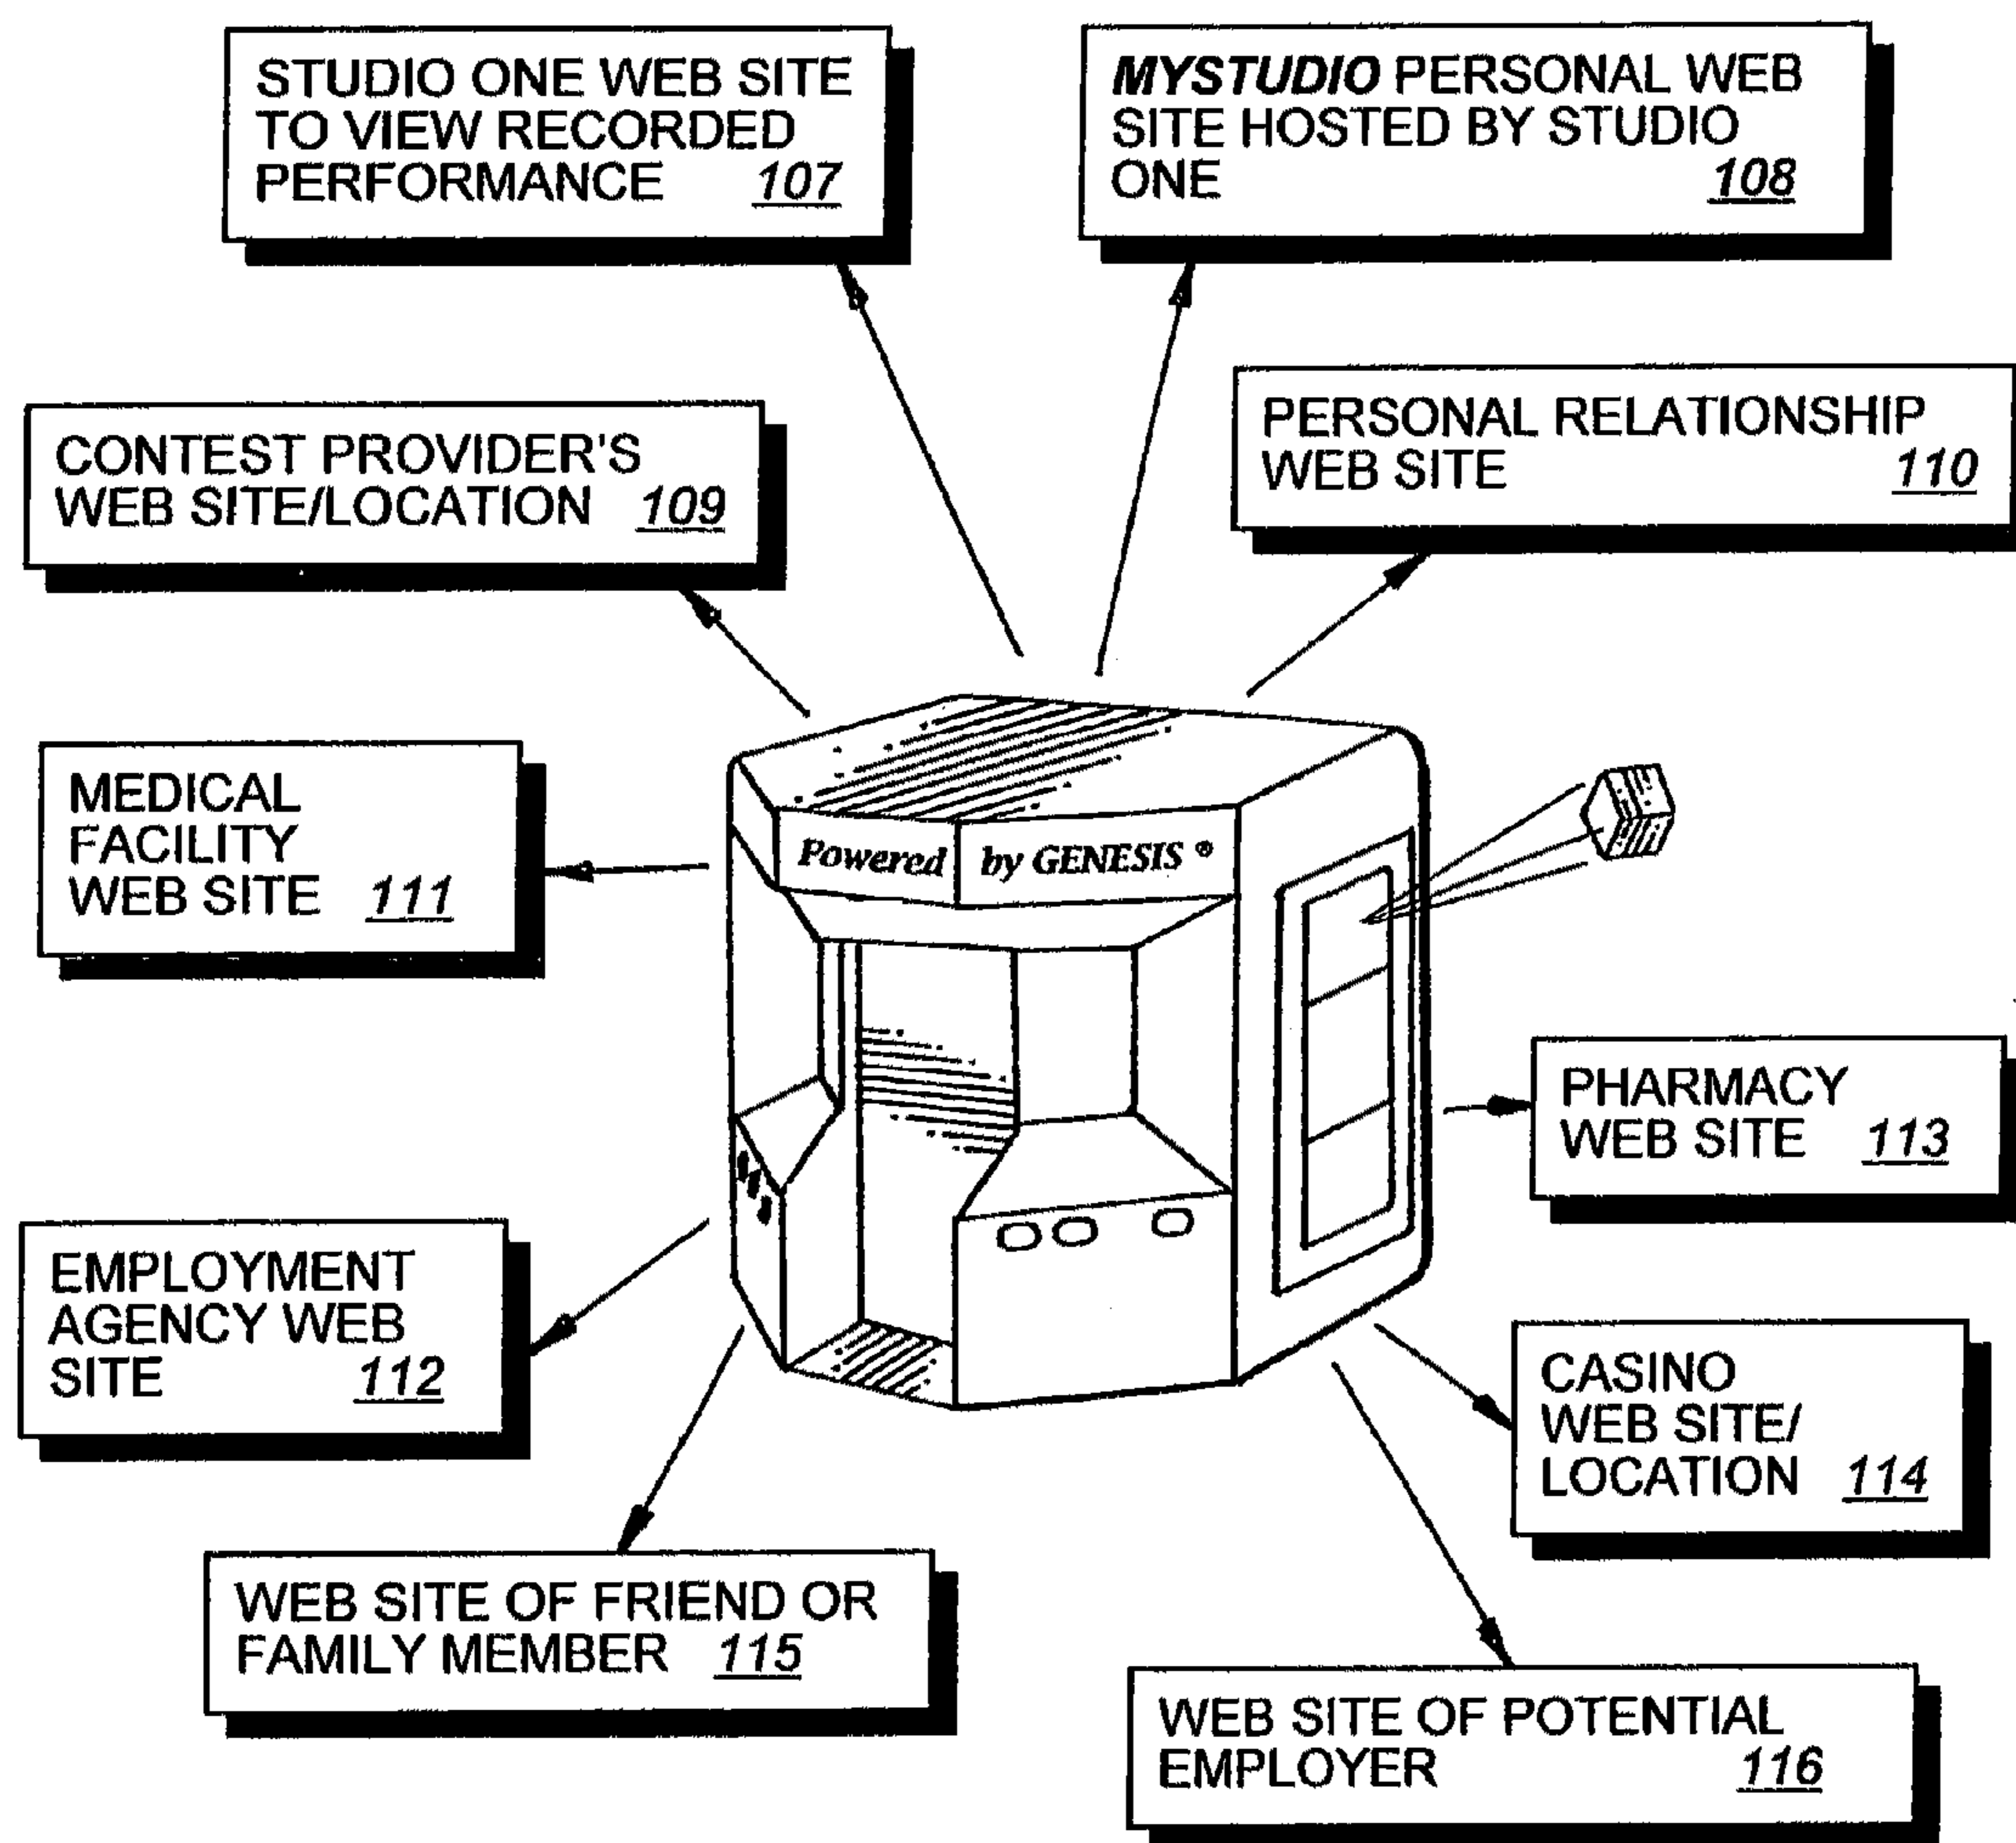 STUDIO ONE WEB SITE
TO VIEW RECORDED
PERFORMANCE 107
MYSTUDIO PERSONAL WEB
SITE HOSTED BY STUDIO
ONE 108
CONTEST PROVIDER'S
WEB SITE/LOCATION 109
PERSONAL RELATIONSHIP
WEB SITE 110
MEDICAL
FACILITY
WEB SITE 111
Powered by GENESIS ®
PHARMACY
WEB SITE 113
EMPLOYMENT
AGENCY WEB
SITE 112
CASINO
WEB SITE/
LOCATION 114
WEB SITE OF FRIEND OR
FAMILY MEMBER 115
WEB SITE OF POTENTIAL
EMPLOYER 116